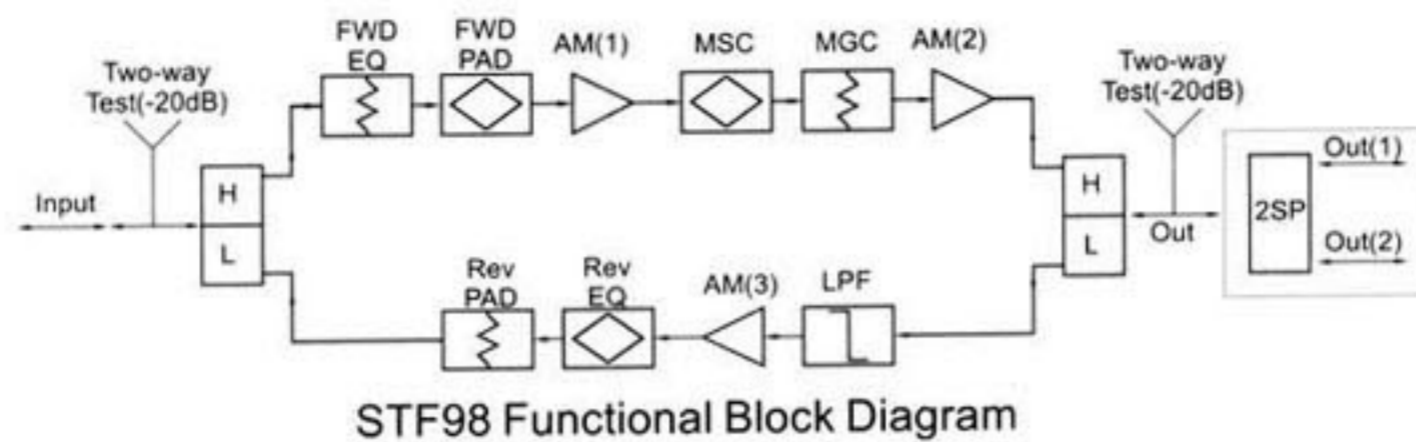 FWD
EQ
FWD
PAD
AM(1)
MSC
MGC
AM(2)
Two-way
Test(-20dB)
Two-way
Test(-20dB)
Input
H
L
H
L
Out
2SP
Out(1)
Out(2)
Rev
PAD
Rev
EQ
AM(3)
LPF
STF98 Functional Block Diagram